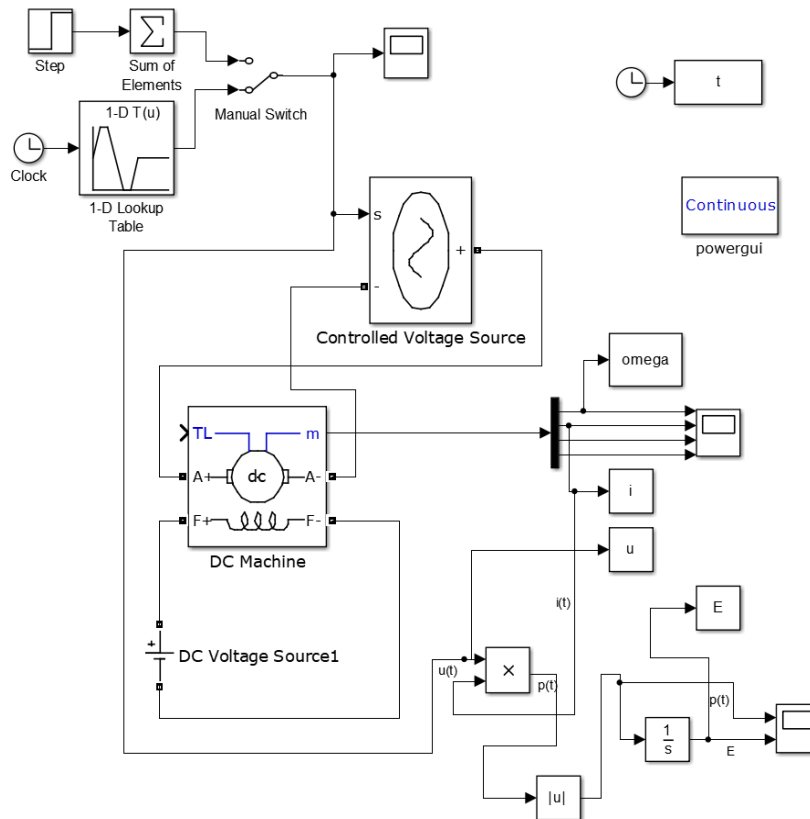 Step
Sum of
Elements
Manual Switch
1-D T(u)
Clock
1-D Lookup
Table
t
Continuous
powergui
s
+
-
Controlled Voltage Source
omega
TL
m
A+
dc
A-
F+
F-
DC Machine
i
u
i(t)
E
+
DC Voltage Source1
u(t)
×
p(t)
p(t)
1
s
E
|u|